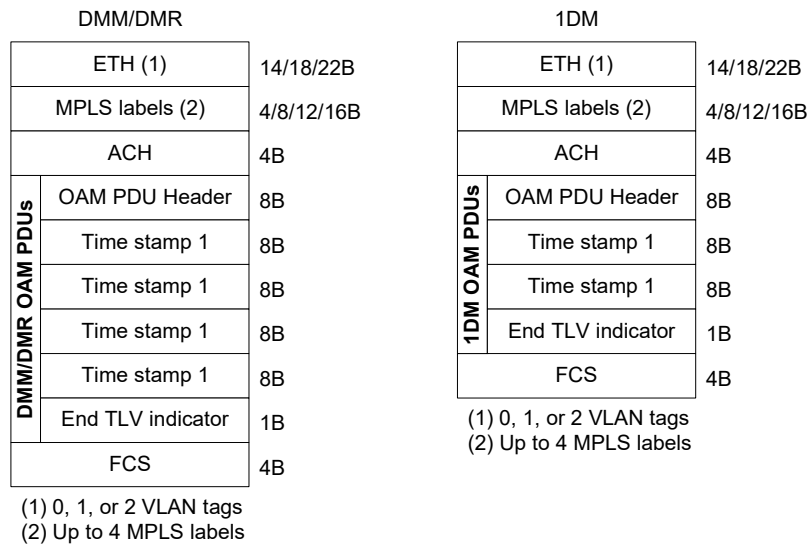 DMM/DMR
ETH (1) 14/18/22B
MPLS labels (2) 4/8/12/16B
ACH 4B
DMM/DMR OAM PDUs
OAM PDU Header 8B
Time stamp 1 8B
Time stamp 1 8B
Time stamp 1 8B
Time stamp 1 8B
End TLV indicator 1B
FCS 4B
(1) 0, 1, or 2 VLAN tags
(2) Up to 4 MPLS labels
1DM
ETH (1) 14/18/22B
MPLS labels (2) 4/8/12/16B
ACH 4B
1DM OAM PDUs
OAM PDU Header 8B
Time stamp 1 8B
Time stamp 1 8B
End TLV indicator 1B
FCS 4B
(1) 0, 1, or 2 VLAN tags
(2) Up to 4 MPLS labels